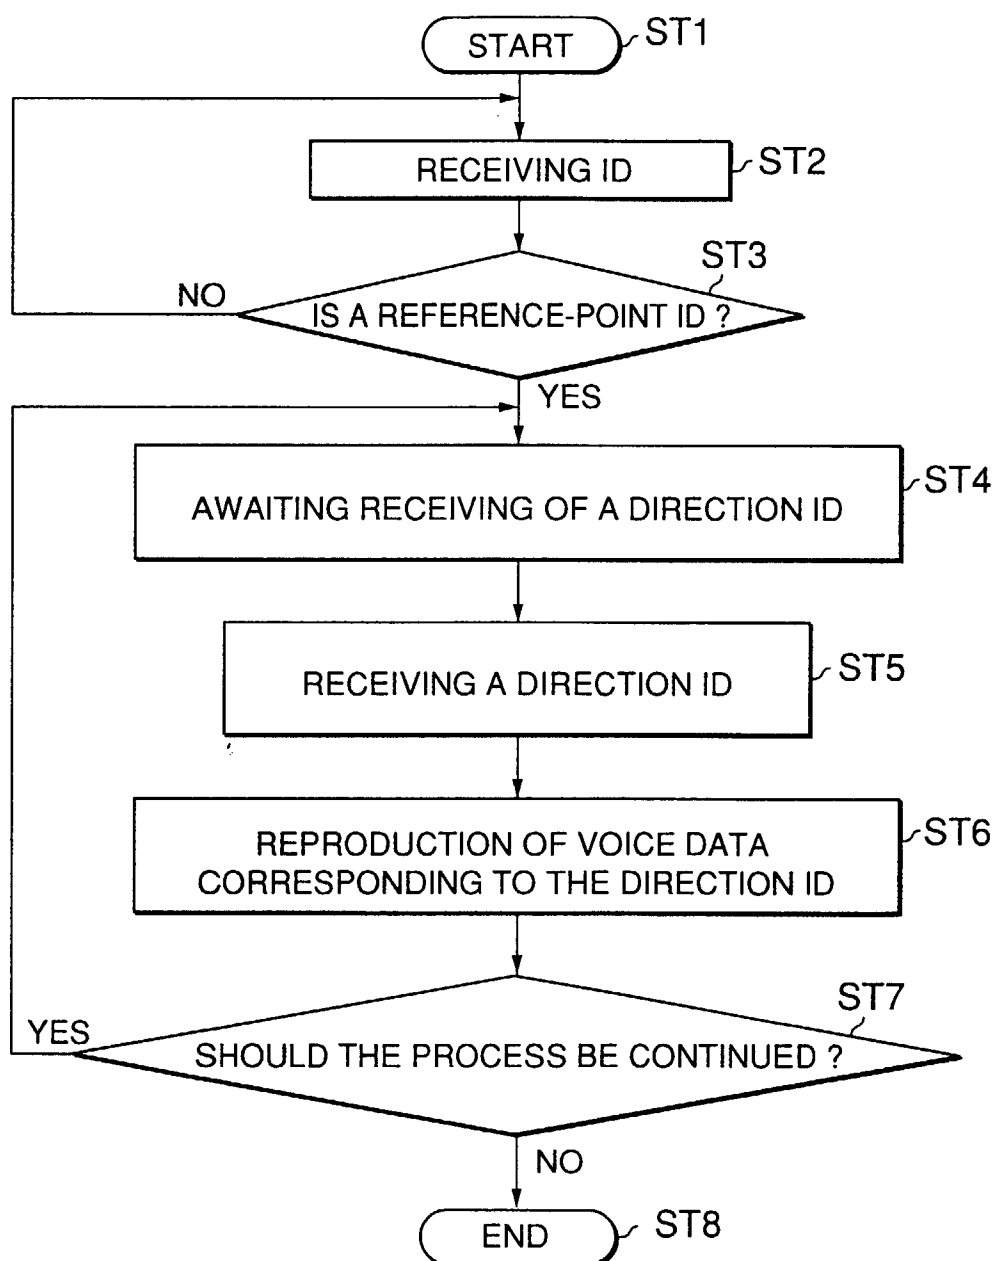 START
ST1
RECEIVING ID
ST2
ST3
NO
IS A REFERENCE-POINT ID ?
YES
AWAITING RECEIVING OF A DIRECTION ID
ST4
RECEIVING A DIRECTION ID
ST5
REPRODUCTION OF VOICE DATA
CORRESPONDING TO THE DIRECTION ID
ST6
ST7
YES
SHOULD THE PROCESS BE CONTINUED ?
NO
END
ST8